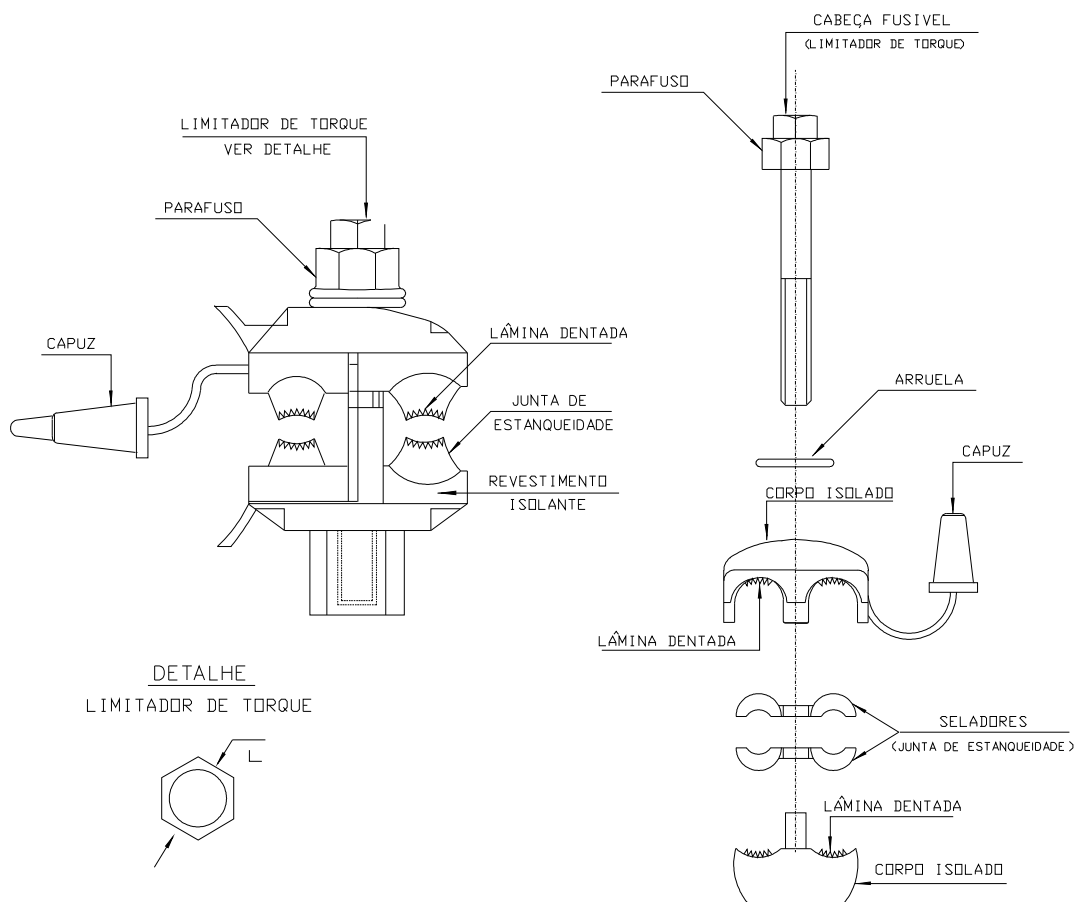 LIMITADOR DE TORQUE
VER DETALHE
PARAFUSO
CAPUZ
LÂMINA DENTADA
JUNTA DE
ESTANQUEIDADE
REVESTIMENTO
ISOLANTE
DETALHE
LIMITADOR DE TORQUE
L
CABEÇA FUSIVEL
(LIMITADOR DE TORQUE)
PARAFUSO
ARRUELA
CAPUZ
CORPO ISOLADO
LÂMINA DENTADA
SELADORES
(JUNTA DE ESTANQUEIDADE)
LÂMINA DENTADA
CORPO ISOLADO